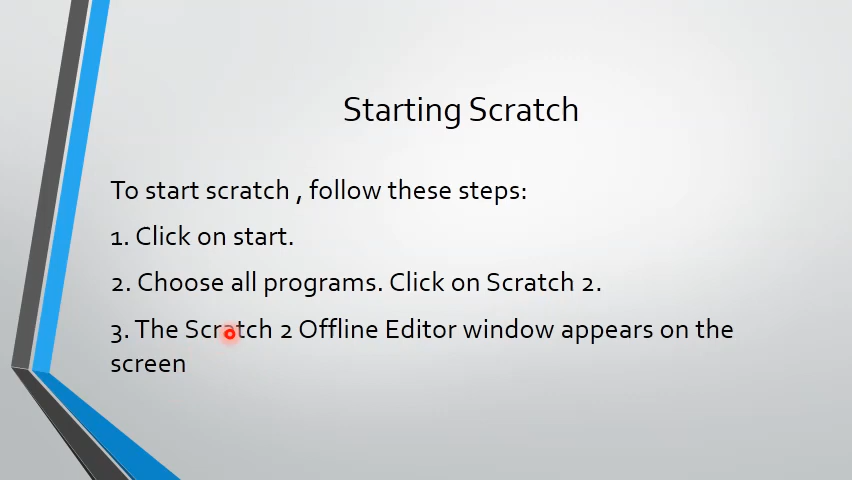 Starting Scratch
To start scratch , follow these steps:
1. Click on start.
2. Choose all programs. Click on Scratch 2.
3. The Scratch 2 Offline Editor window appears on the
screen